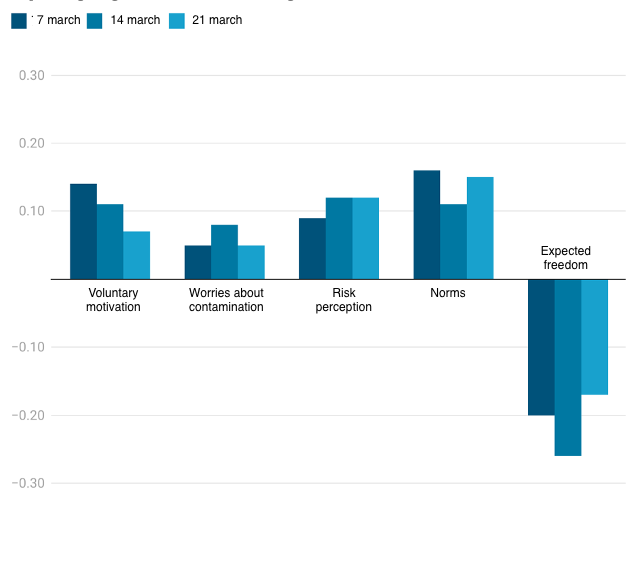 7 march 14 march 21 march
0.30
0.20
0.10
Expected
freedom
Voluntary
motivation
Worries about
contamination
Risk
perception
Norms
−0.10
−0.20
−0.30